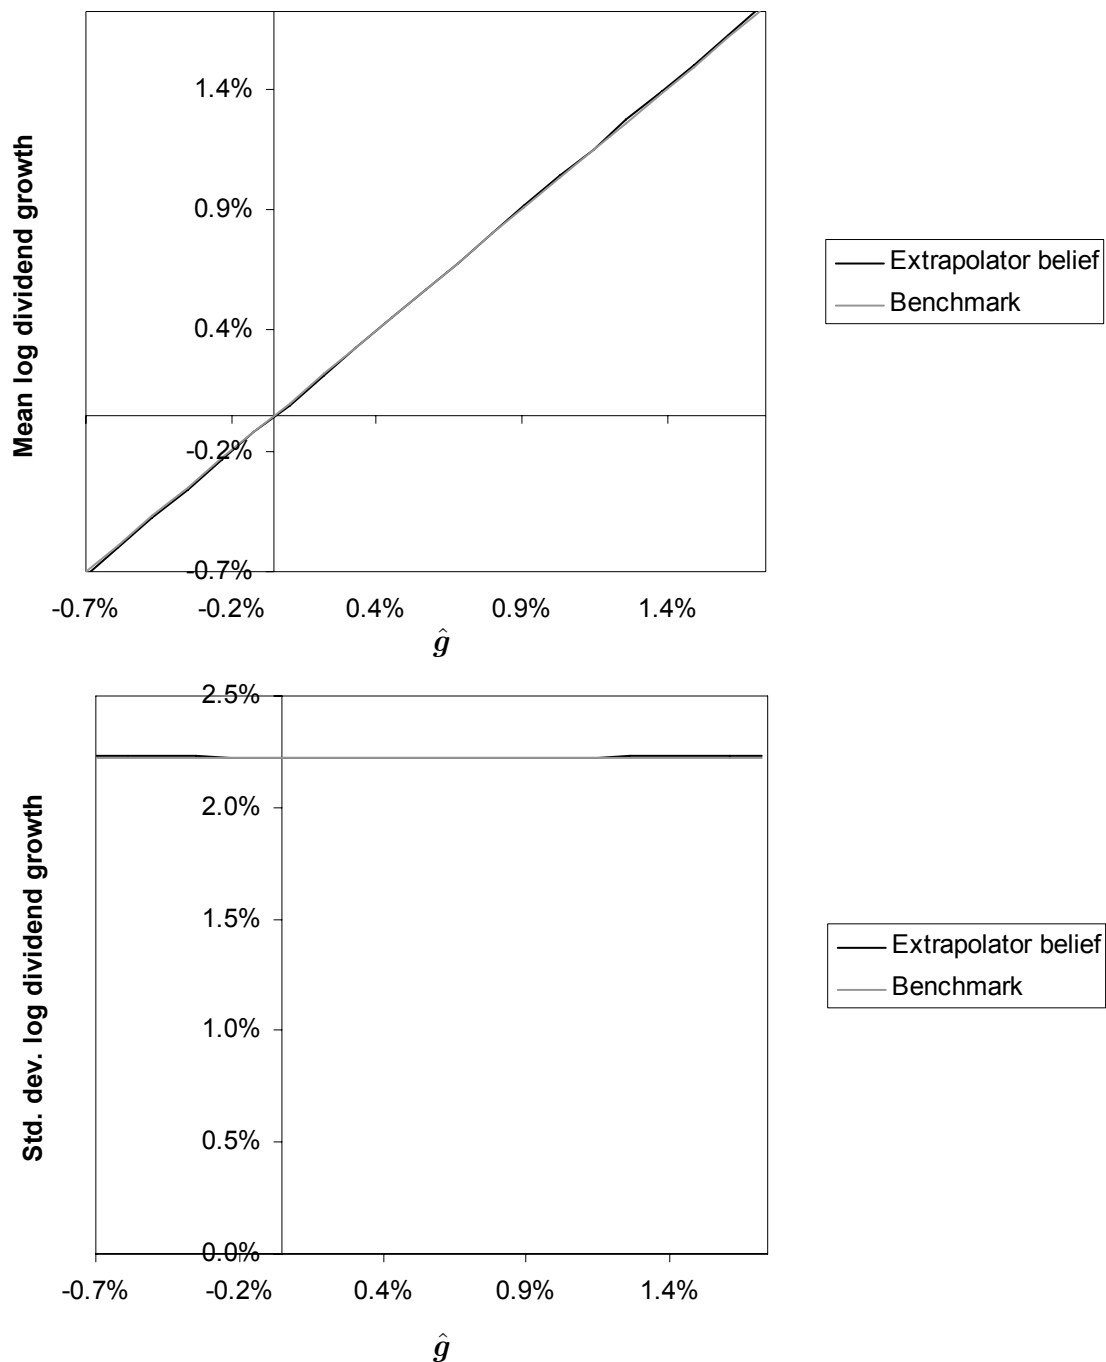 Mean log dividend growth
1.4%
0.9%
0.4%
-0.2%
-0.7%
-0.7% -0.2% 0.4% 0.9% 1.4%
ĝ
Extrapolator belief
Benchmark
Std. dev. log dividend growth
2.5%
2.0%
1.5%
1.0%
0.5%
0.0%
-0.7% -0.2% 0.4% 0.9% 1.4%
ĝ
Extrapolator belief
Benchmark